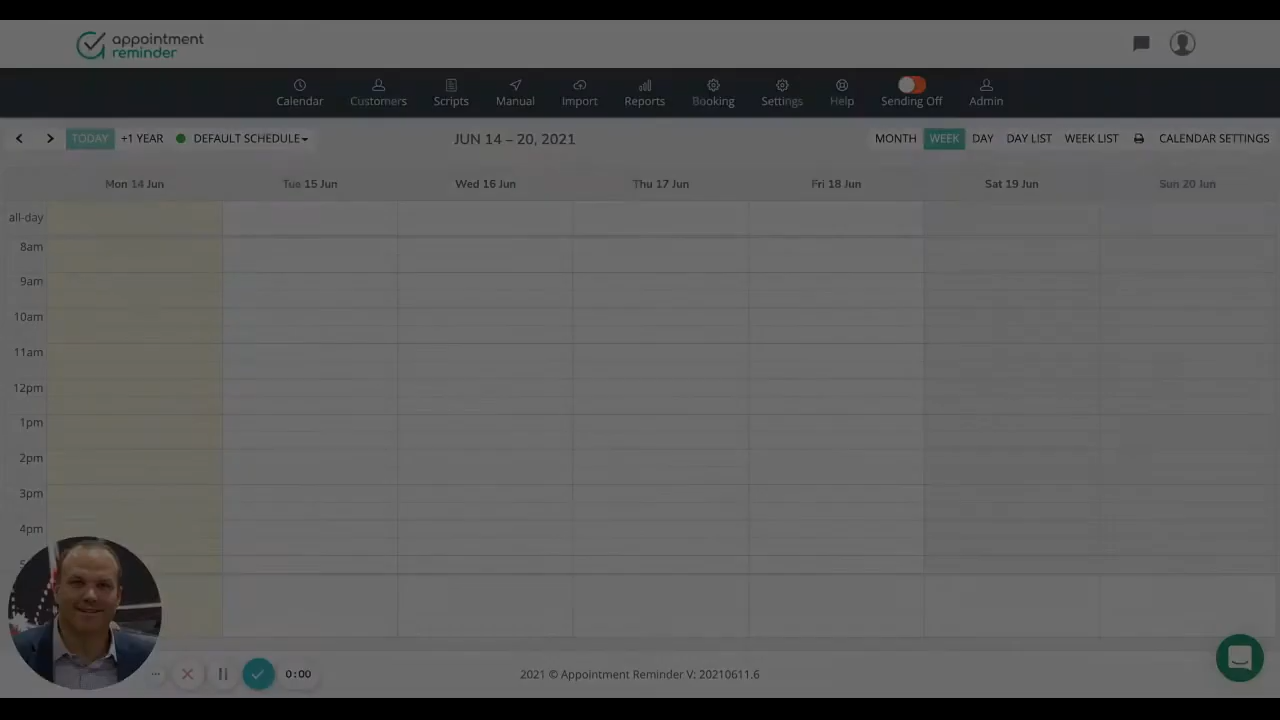 appointment
reminder
Calendar
Customers
Scripts
Manual
Import
Reports
Booking
Settings
Help
Sending Off
Admin
TODAY +1 YEAR DEFAULT SCHEDULE
JUN 14 – 20, 2021
MONTH WEEK DAY DAY LIST WEEK LIST CALENDAR SETTINGS
Mon 14 Jun Tue 15 Jun Wed 16 Jun Thu 17 Jun Fri 18 Jun Sat 19 Jun Sun 20 Jun
all-day
8am
9am
10am
11am
12pm
1pm
2pm
3pm
4pm
0:00
2021 © Appointment Reminder V: 20210611.6